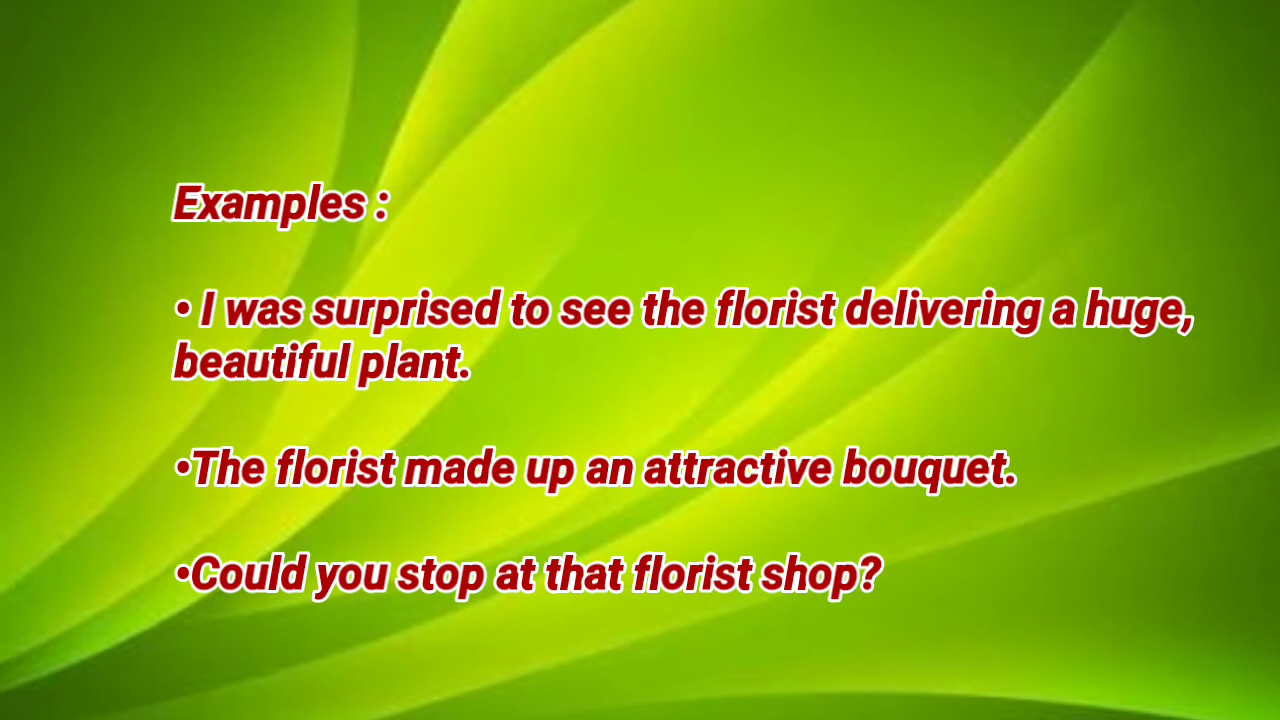 Examples :
• I was surprised to see the florist delivering a huge,
beautiful plant.
•The florist made up an attractive bouquet.
•Could you stop at that florist shop?